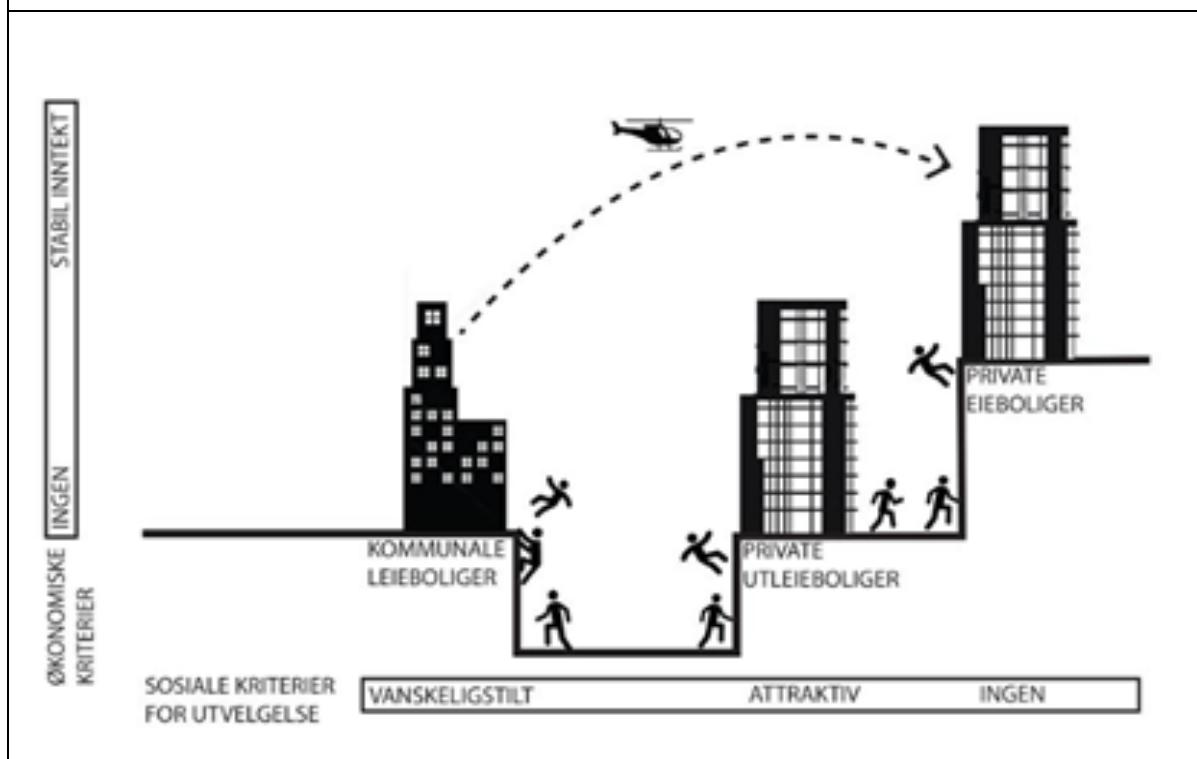 STABIL INNTEKT
INGEN
ØKONOMISKE
KRITERIER
KOMMUNALE
LEIEBOLIGER
PRIVATE
UTLEIEBOLIGER
PRIVATE
EIEBOLIGER
SOSIALE KRITERIER
FOR UTVELGELSE
VANSKELIGSTILT
ATTRAKTIV
INGEN